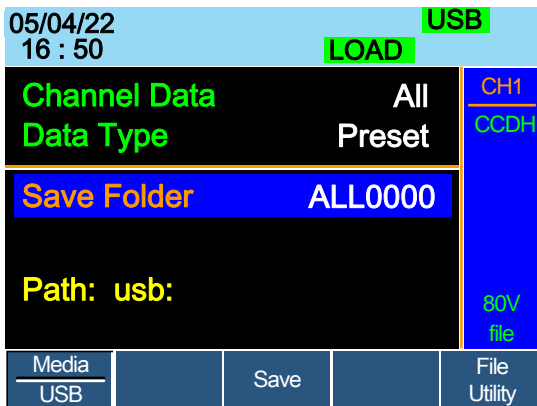 05/04/22 USB
16 : 50 LOAD
Channel Data All
Data Type Preset
Save Folder ALL0000
Path: usb:
CH1
CCDH
80V
file
Media
USB
Save
File
Utility